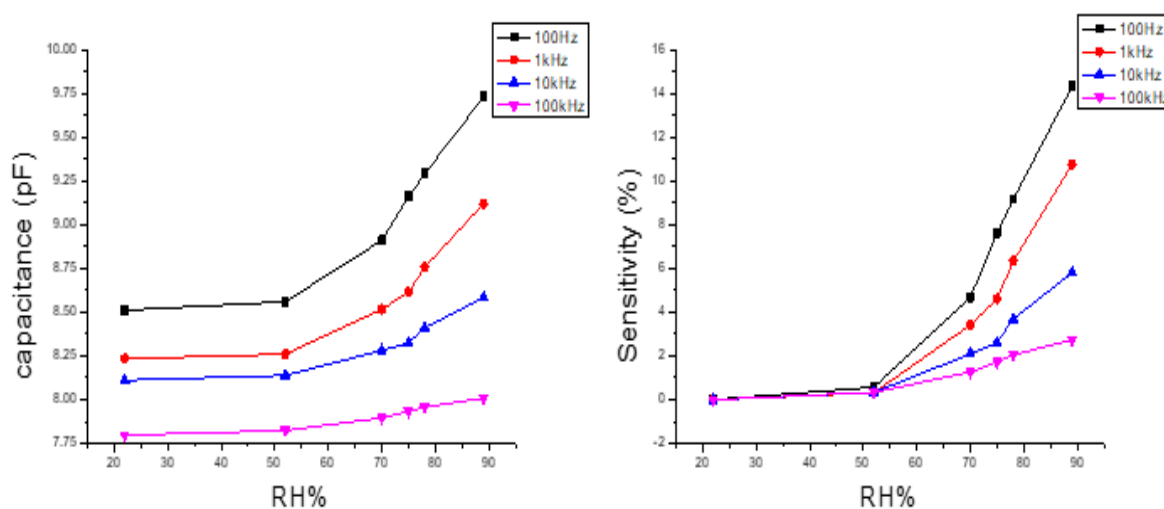 100Hz
1kHz
10kHz
100kHz
10.00
9.75
9.50
9.25
9.00
8.75
8.50
8.25
8.00
7.75
capacitance (pF)
20 30 40 50 60 70 80 90
RH%
100Hz
1kHz
10kHz
100kHz
16
14
12
10
8
6
4
2
0
-2
Sensitivity (%)
20 30 40 50 60 70 80 90
RH%